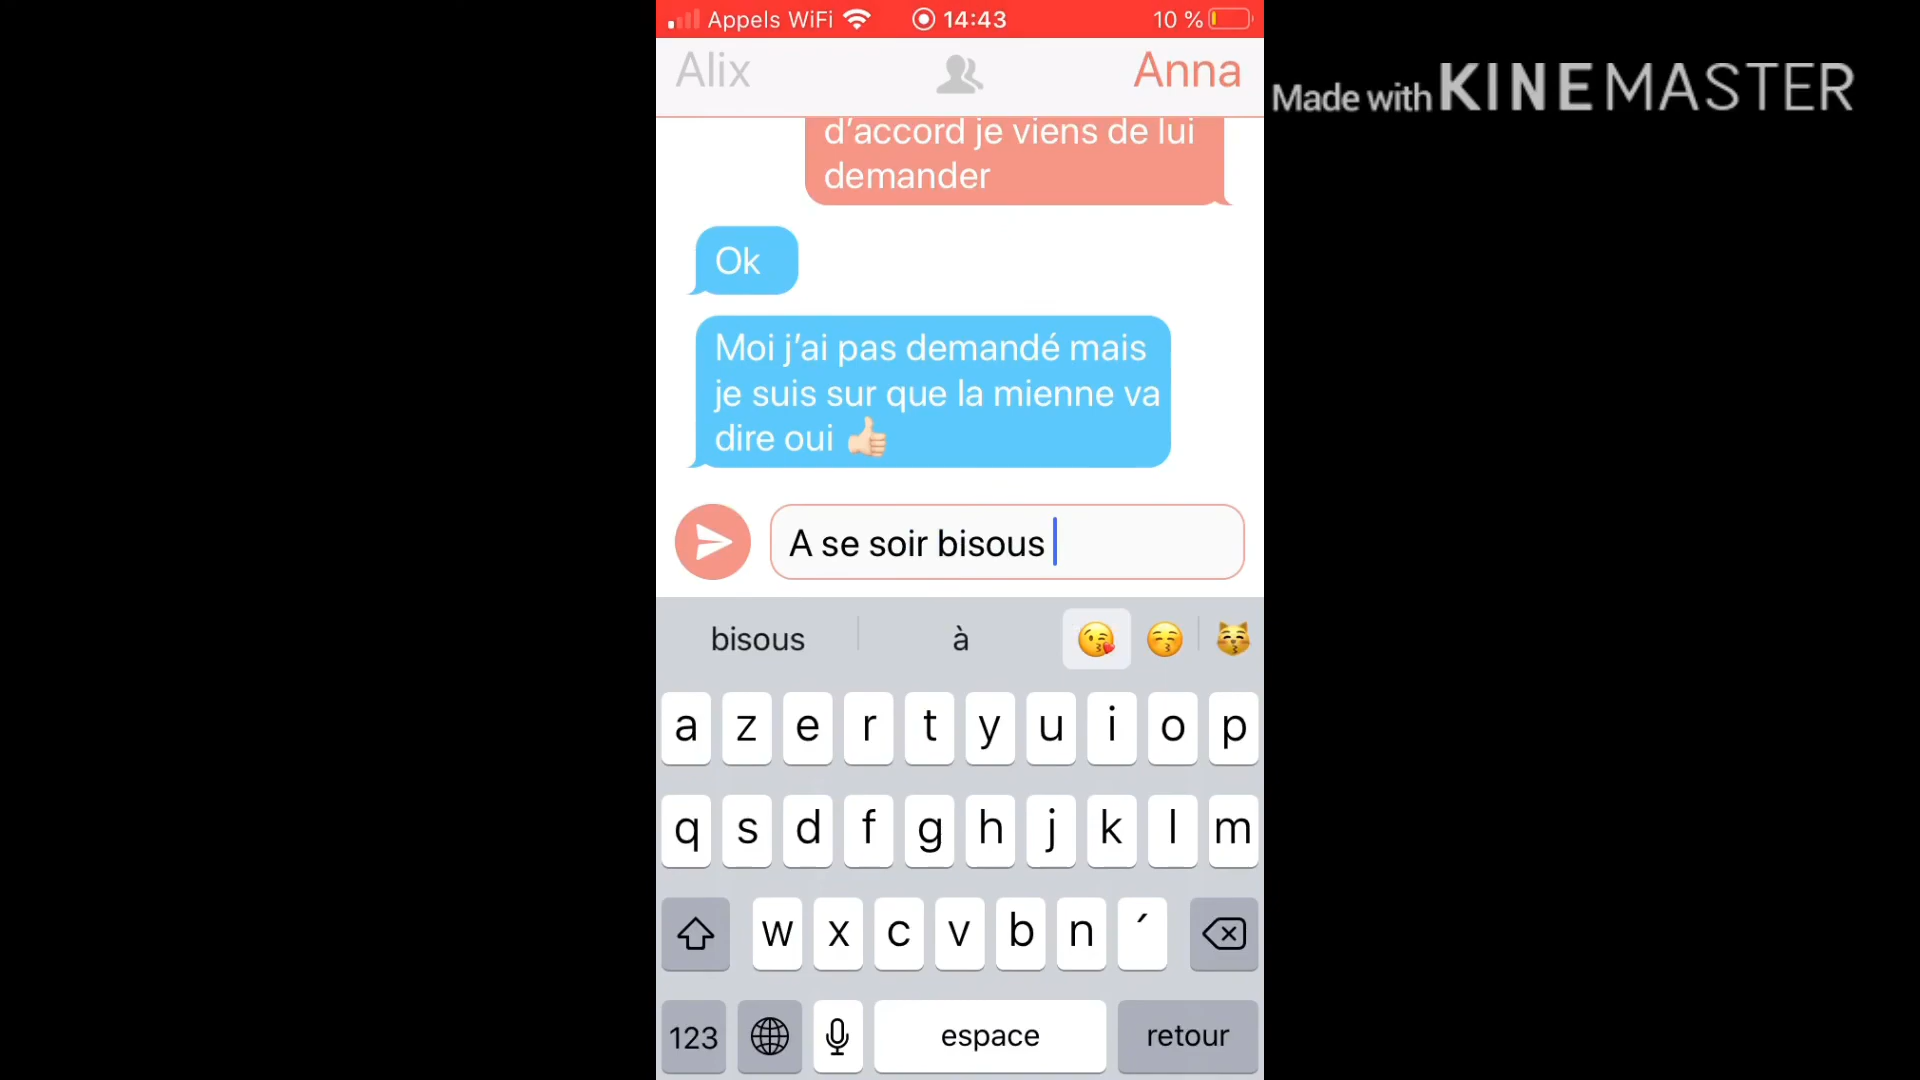 Appels WiFi 14:43 10 %
Alix Anna
Made with KINEMASTER
d’accord je viens de lui
demander
Ok
Moi j’ai pas demandé mais
je suis sur que la mienne va
dire oui 👍🏻
A se soir bisous
bisous à 😘 😚 😽
a z e r t y u i o p
q s d f g h j k l m
w x c v b n ´
123 espace retour